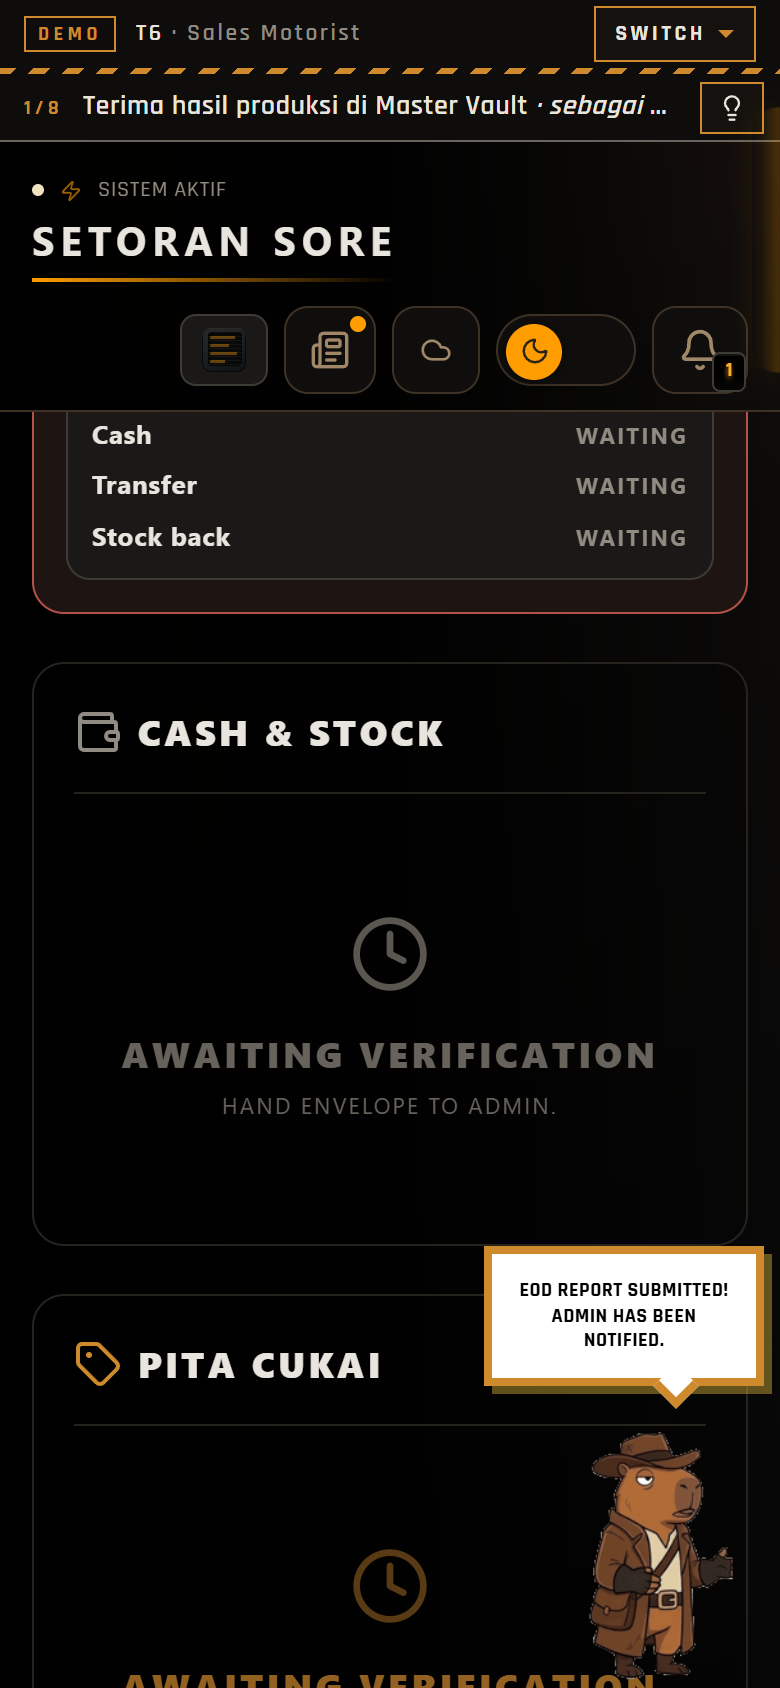 DEMO T6 · Sales Motorist SWITCH
1/8 Terima hasil produksi di Master Vault · sebagai ...
SISTEM AKTIF
SETORAN SORE
1
Cash WAITING
Transfer WAITING
Stock back WAITING
CASH & STOCK
AWAITING VERIFICATION
HAND ENVELOPE TO ADMIN.
EOD REPORT SUBMITTED!
ADMIN HAS BEEN
NOTIFIED.
PITA CUKAI
AWAITING VERIFICATION